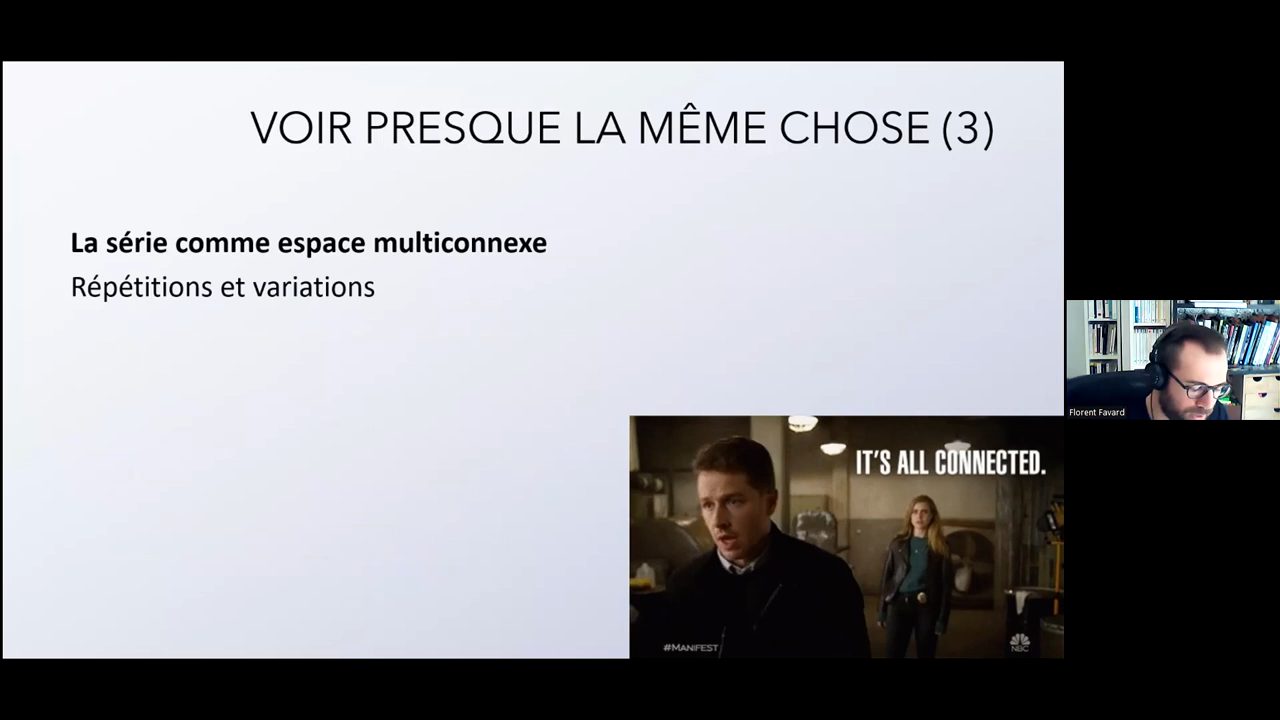 VOIR PRESQUE LA MÊME CHOSE (3)
La série comme espace multiconnexe
Répétitions et variations
IT'S ALL CONNECTED.
#MANIFEST
NBC
Florent Favard